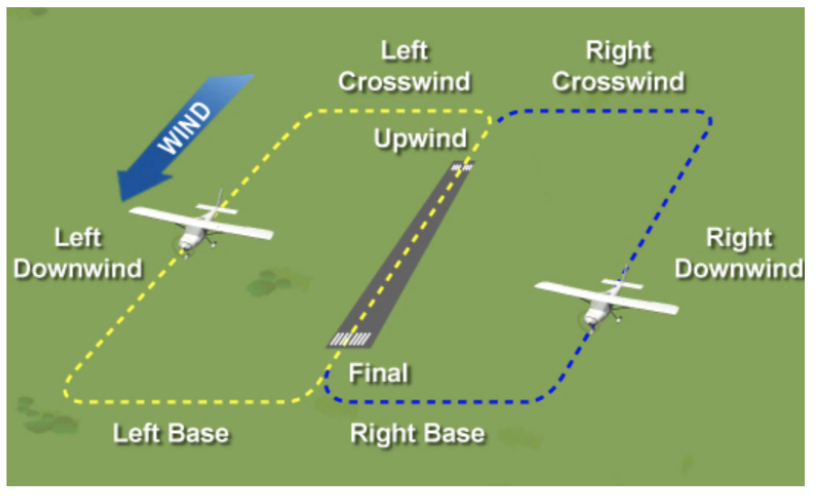 Left
Crosswind
Right
Crosswind
WIND
Upwind
Left
Downwind
Right
Downwind
Final
Left Base
Right Base